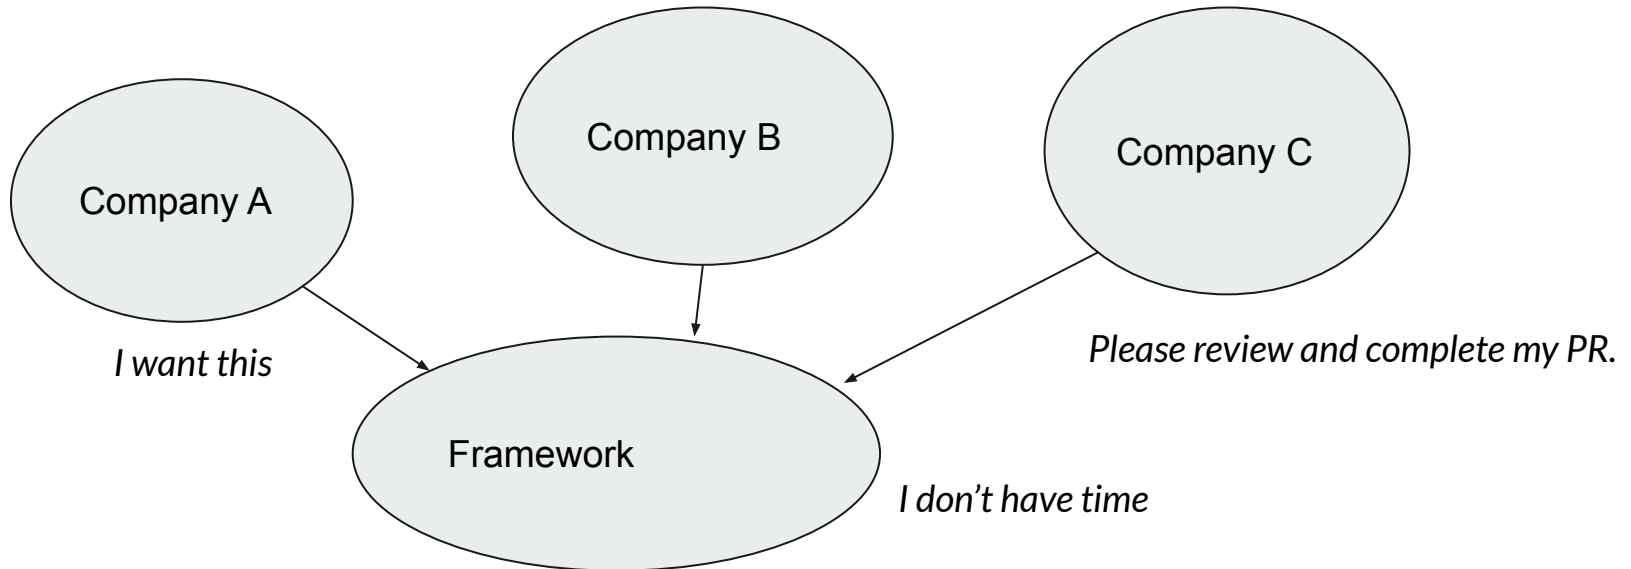 Company B
Company C
Company A
I want this
Please review and complete my PR.
Framework
I don’t have time